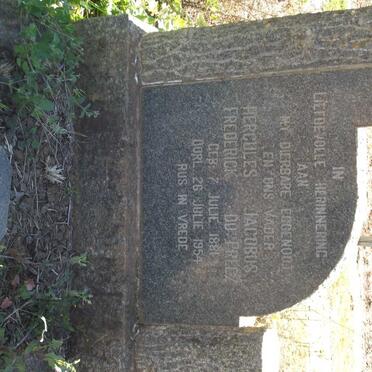 IN
LIEFDEVOLLE HERINNERING
AAN
MY DIERBARE EGGENOOT
EN ONS VADER
HERCULES JACOBUS
FREDERICK DU PREEZ
GEB. 7 JULIE 1881
OORL. 26 JULIE 1954
RUS IN VREDE